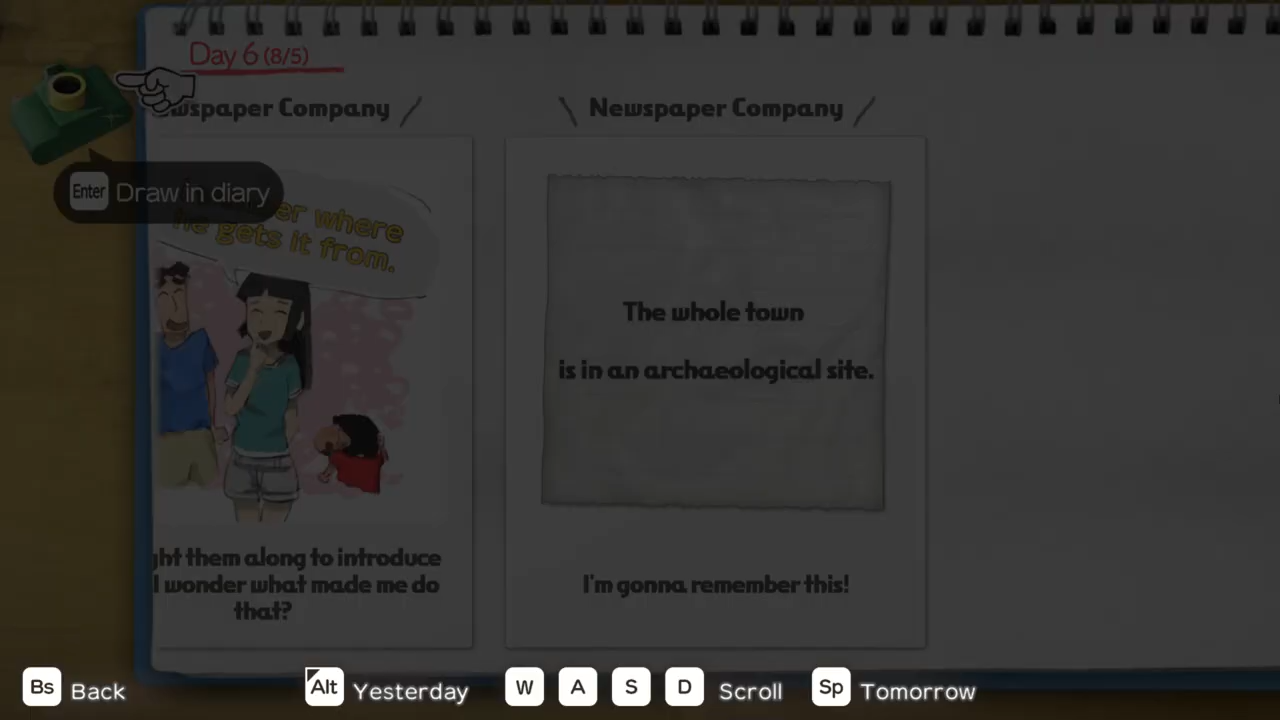 Day 6 (8/5)
wspaper Company
Newspaper Company
Enter Draw in diary
er where
he gets it from.
The whole town
is in an archaeological site.
ght them along to introduce
I wonder what made me do
that?
I'm gonna remember this!
Bs Back
Alt Yesterday
W A S D Scroll
Sp Tomorrow